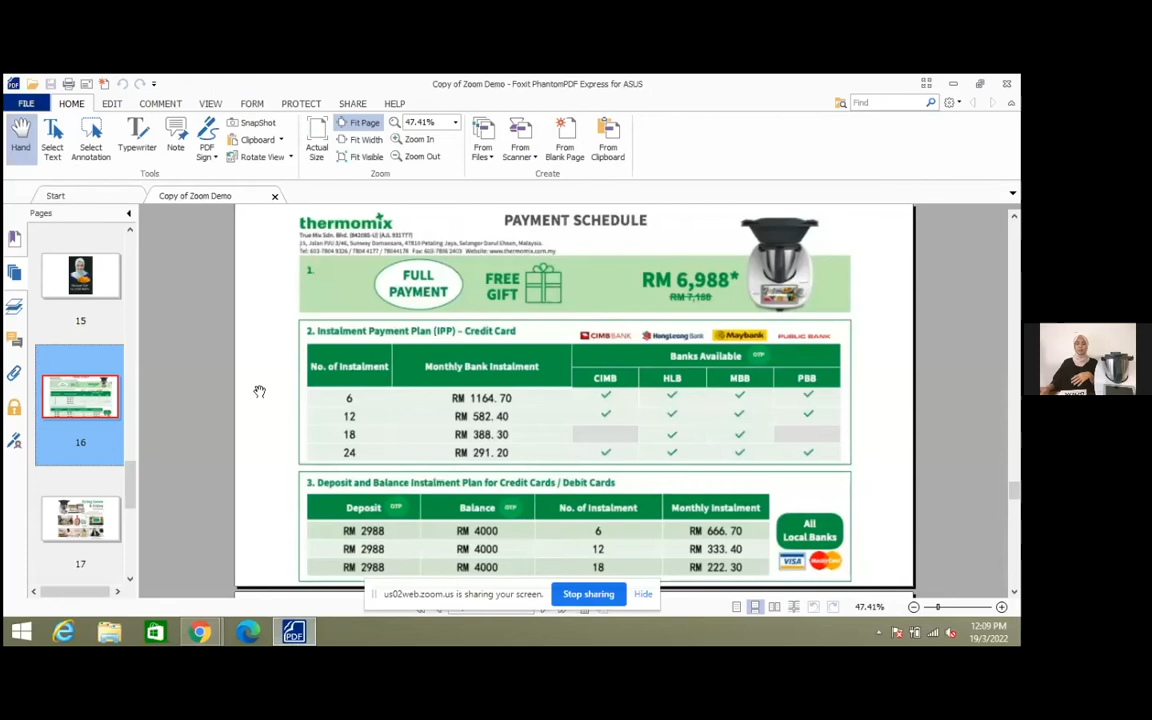 Copy of Zoom Demo - Foxit PhantomPDF Express for ASUS
FILE HOME EDIT COMMENT VIEW FORM PROTECT SHARE HELP
Find
Hand
Select Text
Select Annotation
Typewriter
Note
PDF Sign
SnapShot
Clipboard
Rotate View
Tools
Actual Size
Fit Page
Fit Width
Fit Visible
47.41%
Zoom In
Zoom Out
Zoom
From Files
From Scanner
From Blank Page
From Clipboard
Create
Start
Copy of Zoom Demo
Pages
15
16
17
thermomix
PAYMENT SCHEDULE
1.
FULL PAYMENT
FREE GIFT
RM 6,988*
RM 7,188
2. Instalment Payment Plan (IPP) – Credit Card
CIMB BANK HongLeong Bank Maybank PUBLIC BANK
No. of Instalment Monthly Bank Instalment Banks Available OTP
CIMB HLB MBB PBB
6 RM 1164. 70
12 RM 582. 40
18 RM 388. 30
24 RM 291. 20
3. Deposit and Balance Instalment Plan for Credit Cards / Debit Cards
Deposit OTP Balance OTP No. of Instalment Monthly Instalment
RM 2988 RM 4000 6 RM 666. 70
RM 2988 RM 4000 12 RM 333. 40
RM 2988 RM 4000 18 RM 222. 30
All Local Banks
VISA MasterCard
us02web.zoom.us is sharing your screen.
Stop sharing
Hide
47.41%
PDF
12:09 PM
19/3/2022